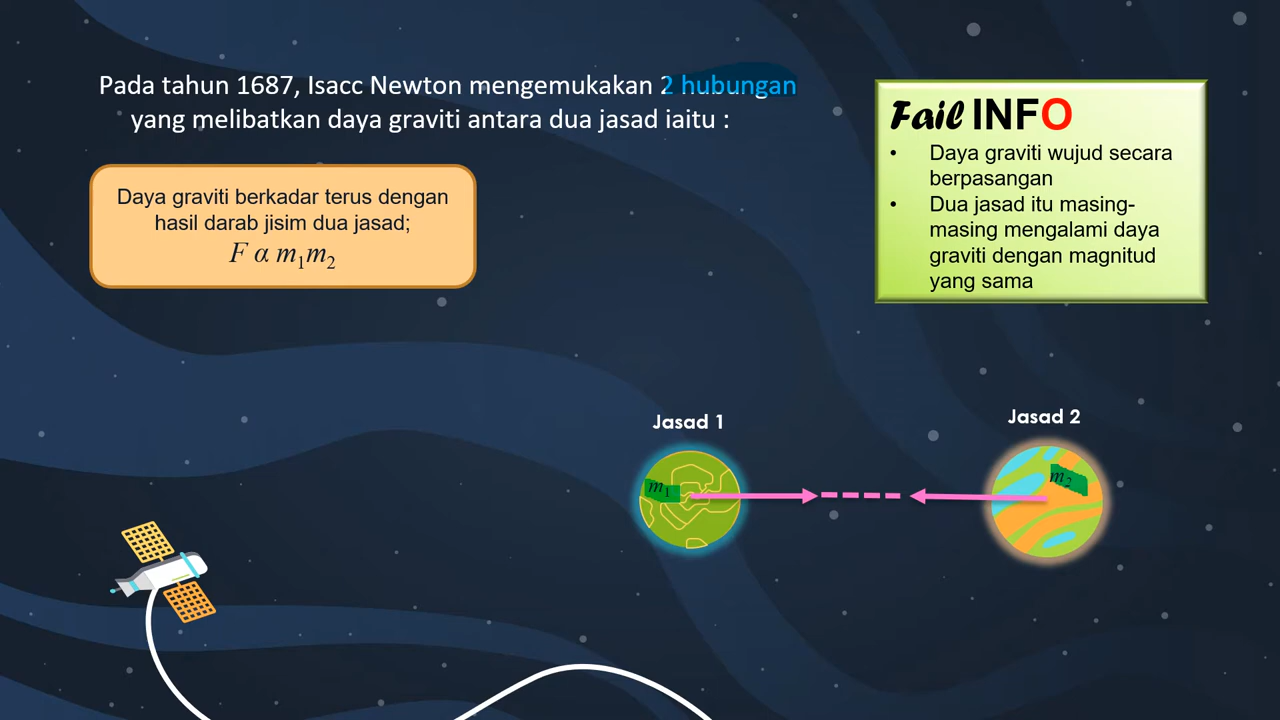 Pada tahun 1687, Isacc Newton mengemukakan 2 hubungan
yang melibatkan daya graviti antara dua jasad iaitu :
Daya graviti berkadar terus dengan
hasil darab jisim dua jasad;
F α m₁m₂
Fail INFO
• Daya graviti wujud secara
berpasangan
• Dua jasad itu masing-
masing mengalami daya
graviti dengan magnitud
yang sama
Jasad 1
Jasad 2
m₁
m₂